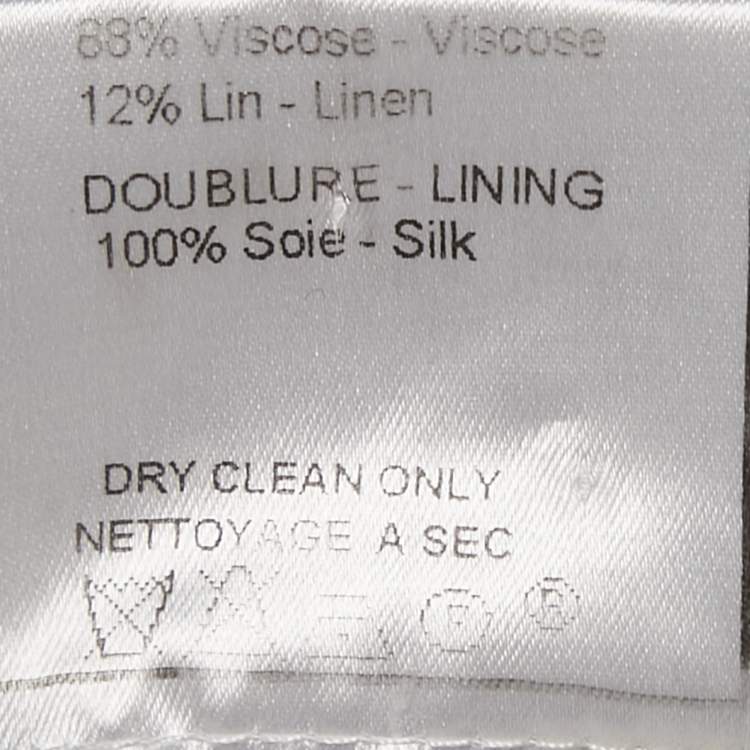 88% Viscose - Viscose
12% Lin - Linen
DOUBLURE - LINING
100% Soie - Silk
DRY CLEAN ONLY
NETTOYAGE A SEC
F R